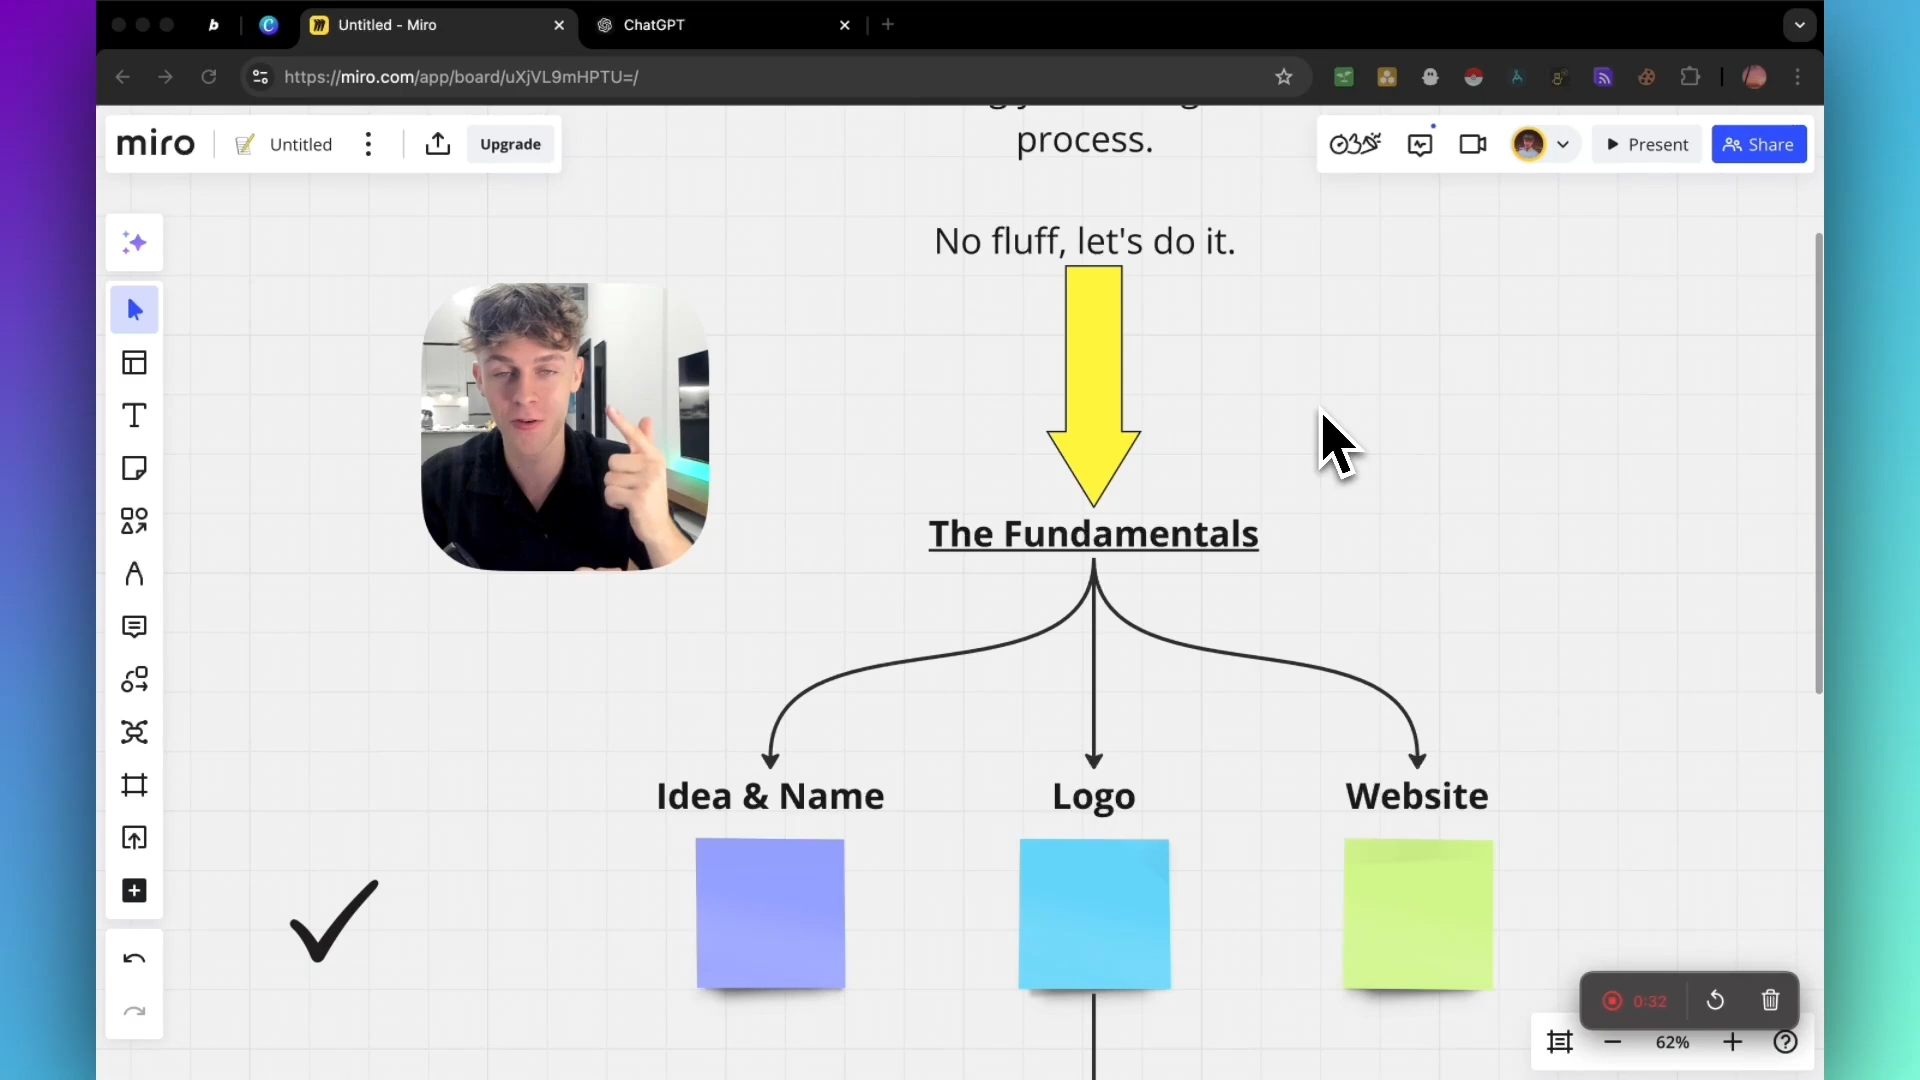 b
Untitled - Miro
ChatGPT
https://miro.com/app/board/uXjVL9mHPTU=/
process.
miro
Untitled
Upgrade
Present
Share
No fluff, let's do it.
The Fundamentals
Idea & Name
Logo
Website
0:32
62%